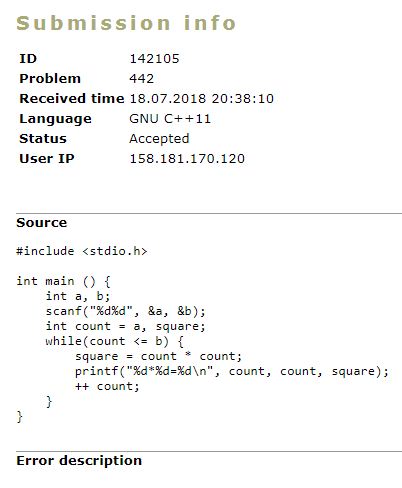 Submission info
ID 142105
Problem 442
Received time 18.07.2018 20:38:10
Language GNU C++11
Status Accepted
User IP 158.181.170.120
Source
#include <stdio.h>
int main () {
    int a, b;
    scanf("%d%d", &a, &b);
    int count = a, square;
    while(count <= b) {
        square = count * count;
        printf("%d*%d=%d\n", count, count, square);
        ++ count;
    }
}
Error description